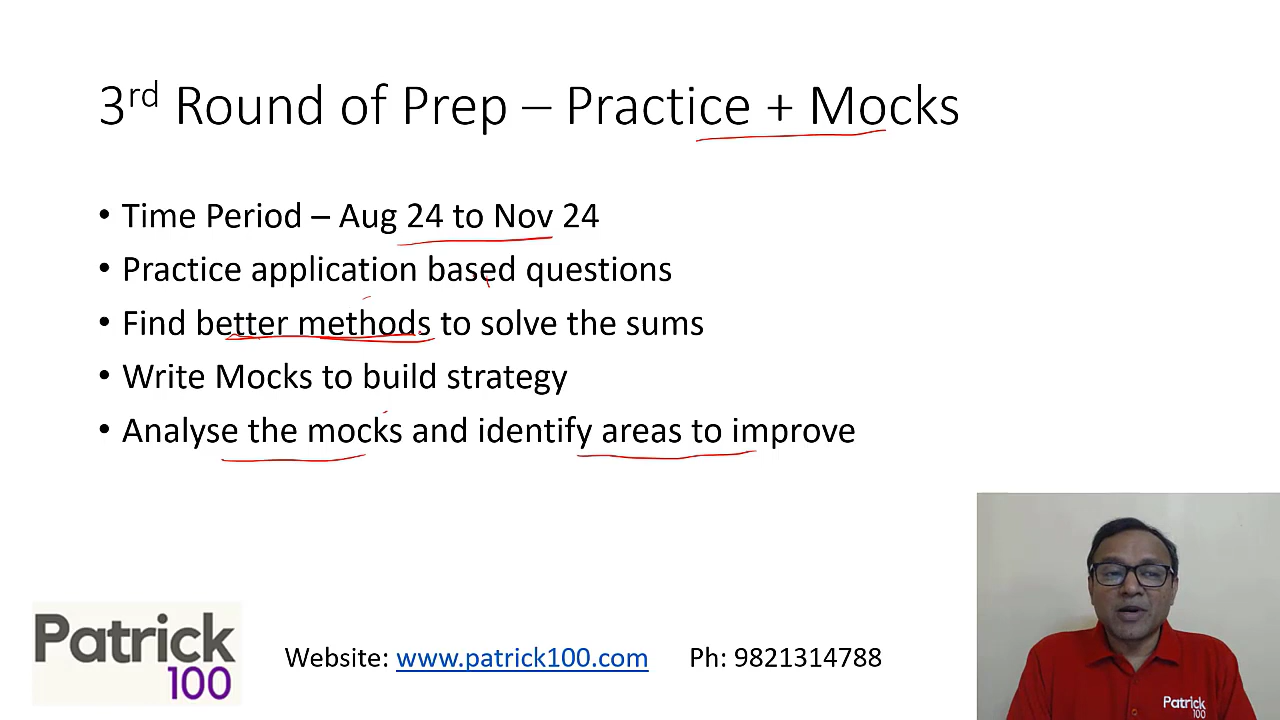 3rd Round of Prep – Practice + Mocks
• Time Period – Aug 24 to Nov 24
• Practice application based questions
• Find better methods to solve the sums
• Write Mocks to build strategy
• Analyse the mocks and identify areas to improve
Patrick
100
Website: www.patrick100.com Ph: 9821314788
Patrick
100